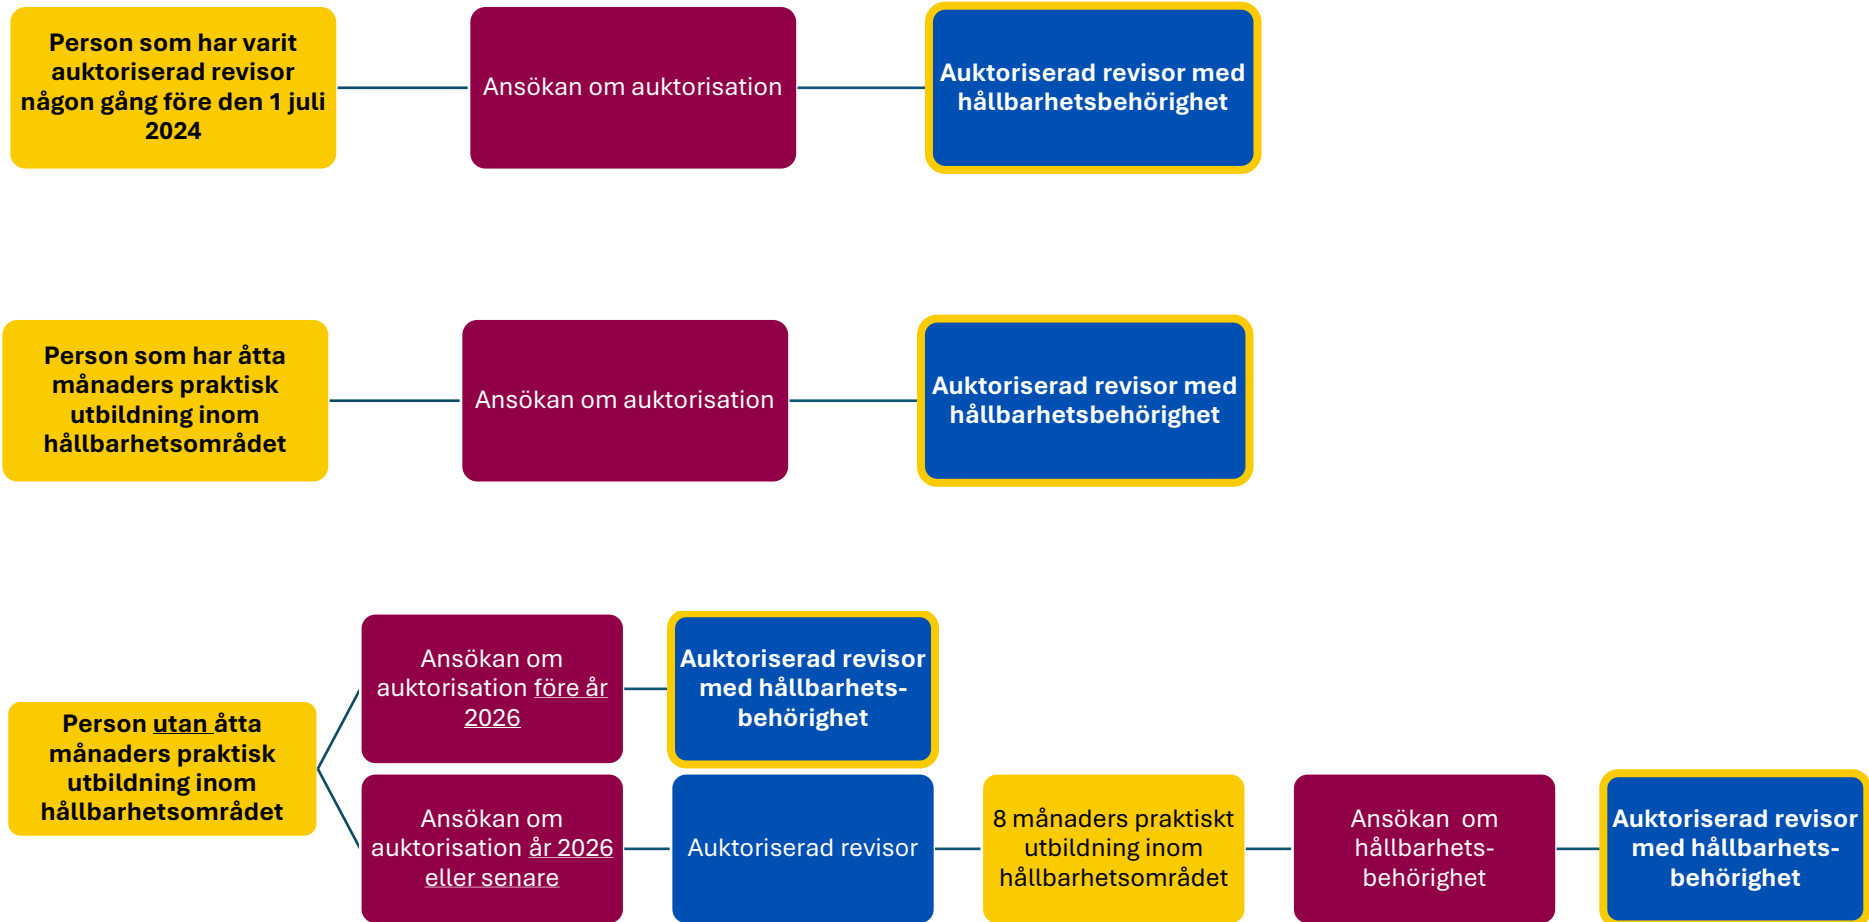 Person som har varit
auktoriserad revisor
någon gång före den 1 juli
2024
Ansökan om auktorisation
Auktoriserad revisor med
hållbarhetsbehörighet
Person som har åtta
månaders praktisk
utbildning inom
hållbarhetsområdet
Ansökan om auktorisation
Auktoriserad revisor med
hållbarhetsbehörighet
Person utan åtta
månaders praktisk
utbildning inom
hållbarhetsområdet
Ansökan om
auktorisation före år
2026
Auktoriserad revisor
med hållbarhets-
behörighet
Ansökan om
auktorisation år 2026
eller senare
Auktoriserad revisor
8 månaders praktiskt
utbildning inom
hållbarhetsområdet
Ansökan  om
hållbarhets-
behörighet
Auktoriserad revisor
med hållbarhets-
behörighet